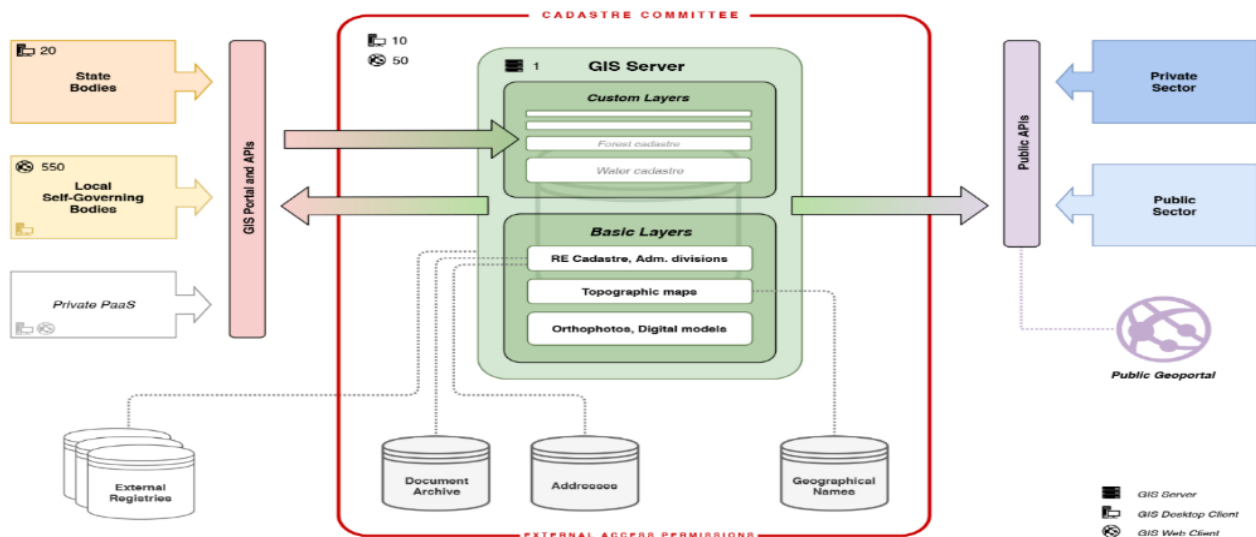 CADASTRE COMMITTEE
20
State
Bodies
550
Local
Self-Governing
Bodies
Private PaaS
GIS Portal and APIs
10
50
1
GIS Server
Custom Layers
Forest cadastre
Water cadastre
Basic Layers
RE Cadastre, Adm. divisions
Topographic maps
Orthophotos, Digital models
Public APIs
Private
Sector
Public
Sector
Public Geoportal
External
Registries
Document
Archive
Addresses
Geographical
Names
EXTERNAL ACCESS PERMISSIONS
GIS Server
GIS Desktop Client
GIS Web Client